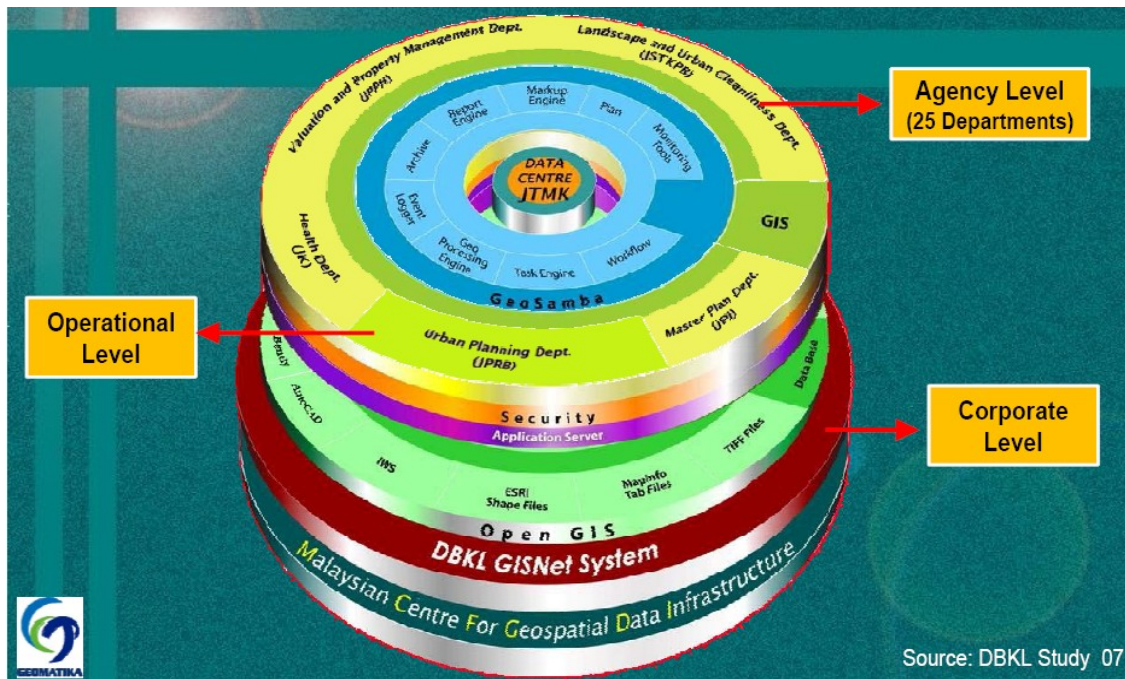 Valuation and Property Management Dept.
(JPPH)
Landscape and Urban Cleanliness Dept.
(JSTKPB)
Agency Level
(25 Departments)
Markup
Engine
Plan
Report
Engine
Monitoring
Tools
Archive
DATA
CENTRE
JTMK
Event
Logger
GIS
Geo
Processing
Engine
Task Engine
Workflow
Health Dept.
(JK)
GeoSamba
Master Plan Dept.
(JPI)
Operational
Level
Urban Planning Dept.
(JPRB)
Security
Application Server
AutoCAD
IWS
ESRI
Shape Files
MapInfo
Tab Files
TIFF Files
Data Base
Corporate
Level
Open GIS
DBKL GISNet System
Malaysian Centre For Geospatial Data Infrastructure
GEOMATIKA
Source: DBKL Study 07